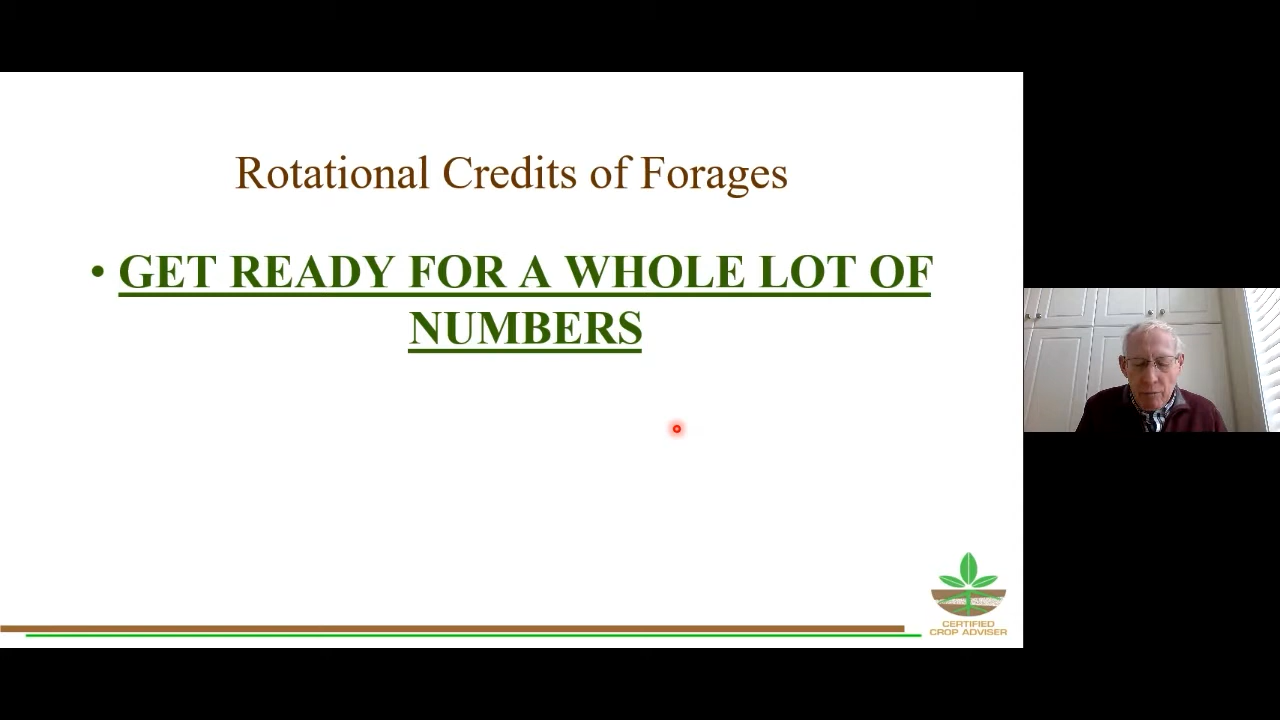 Rotational Credits of Forages
• GET READY FOR A WHOLE LOT OF
NUMBERS
CERTIFIED
CROP ADVISER